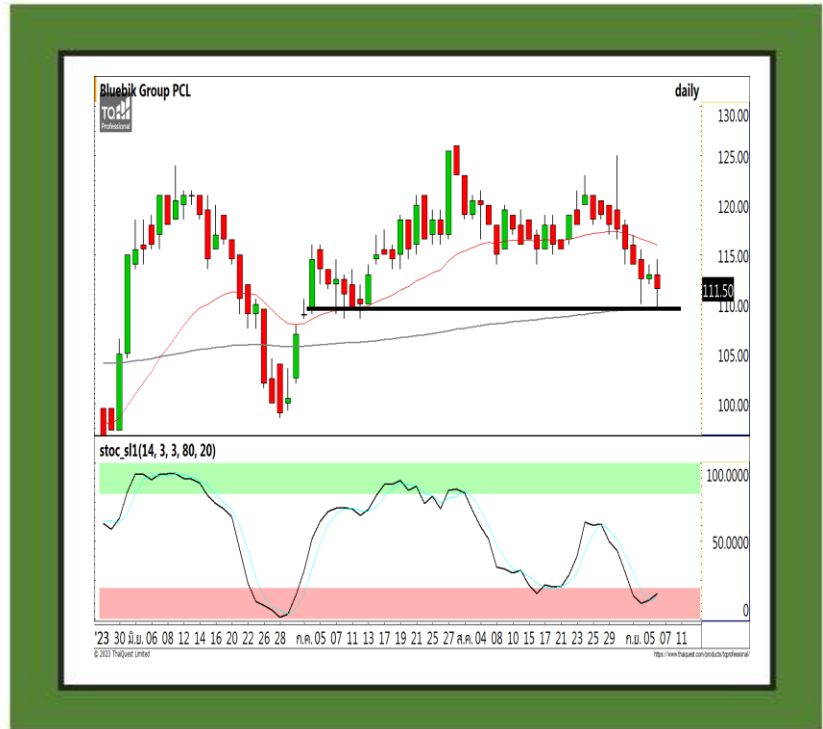 Bluebik Group PCL daily
TQ
Professional
130.00
125.00
120.00
115.00
111.50
110.00
105.00
100.00
stoc_sl1(14, 3, 3, 80, 20)
100.0000
50.0000
0
'23 30 มิ.ย. 06 08 12 14 16 20 22 26 28 ก.ค. 05 07 11 13 17 19 21 25 27 ส.ค. 04 08 10 15 17 21 23 25 29 ก.ย. 05 07 11
© 2023 ThaiQuest Limited https://www.thaiquest.com/products/tqprofessional/